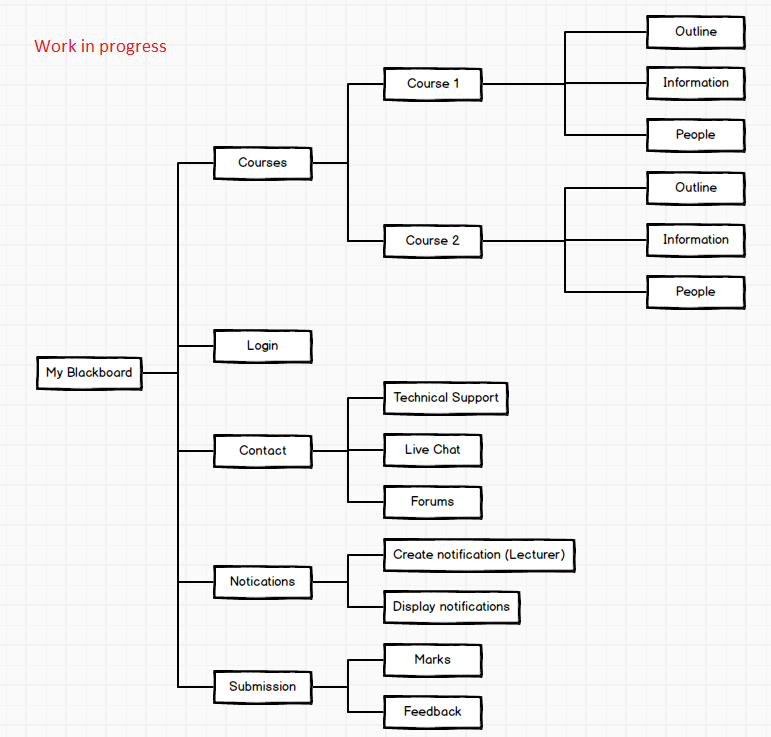 Work in progress
My Blackboard
Courses
Course 1
Outline
Information
People
Course 2
Outline
Information
People
Login
Contact
Technical Support
Live Chat
Forums
Notications
Create notification (Lecturer)
Display notifications
Submission
Marks
Feedback